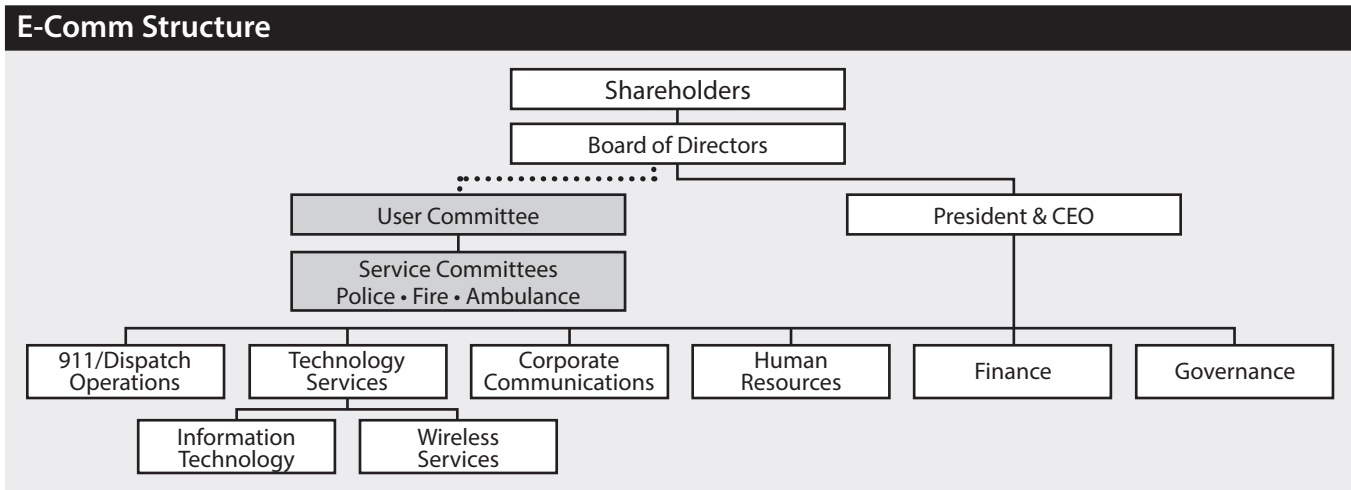 E-Comm Structure
Shareholders
Board of Directors
User Committee
President & CEO
Service Committees
Police • Fire • Ambulance
911/Dispatch
Operations
Technology
Services
Corporate
Communications
Human
Resources
Finance
Governance
Information
Technology
Wireless
Services